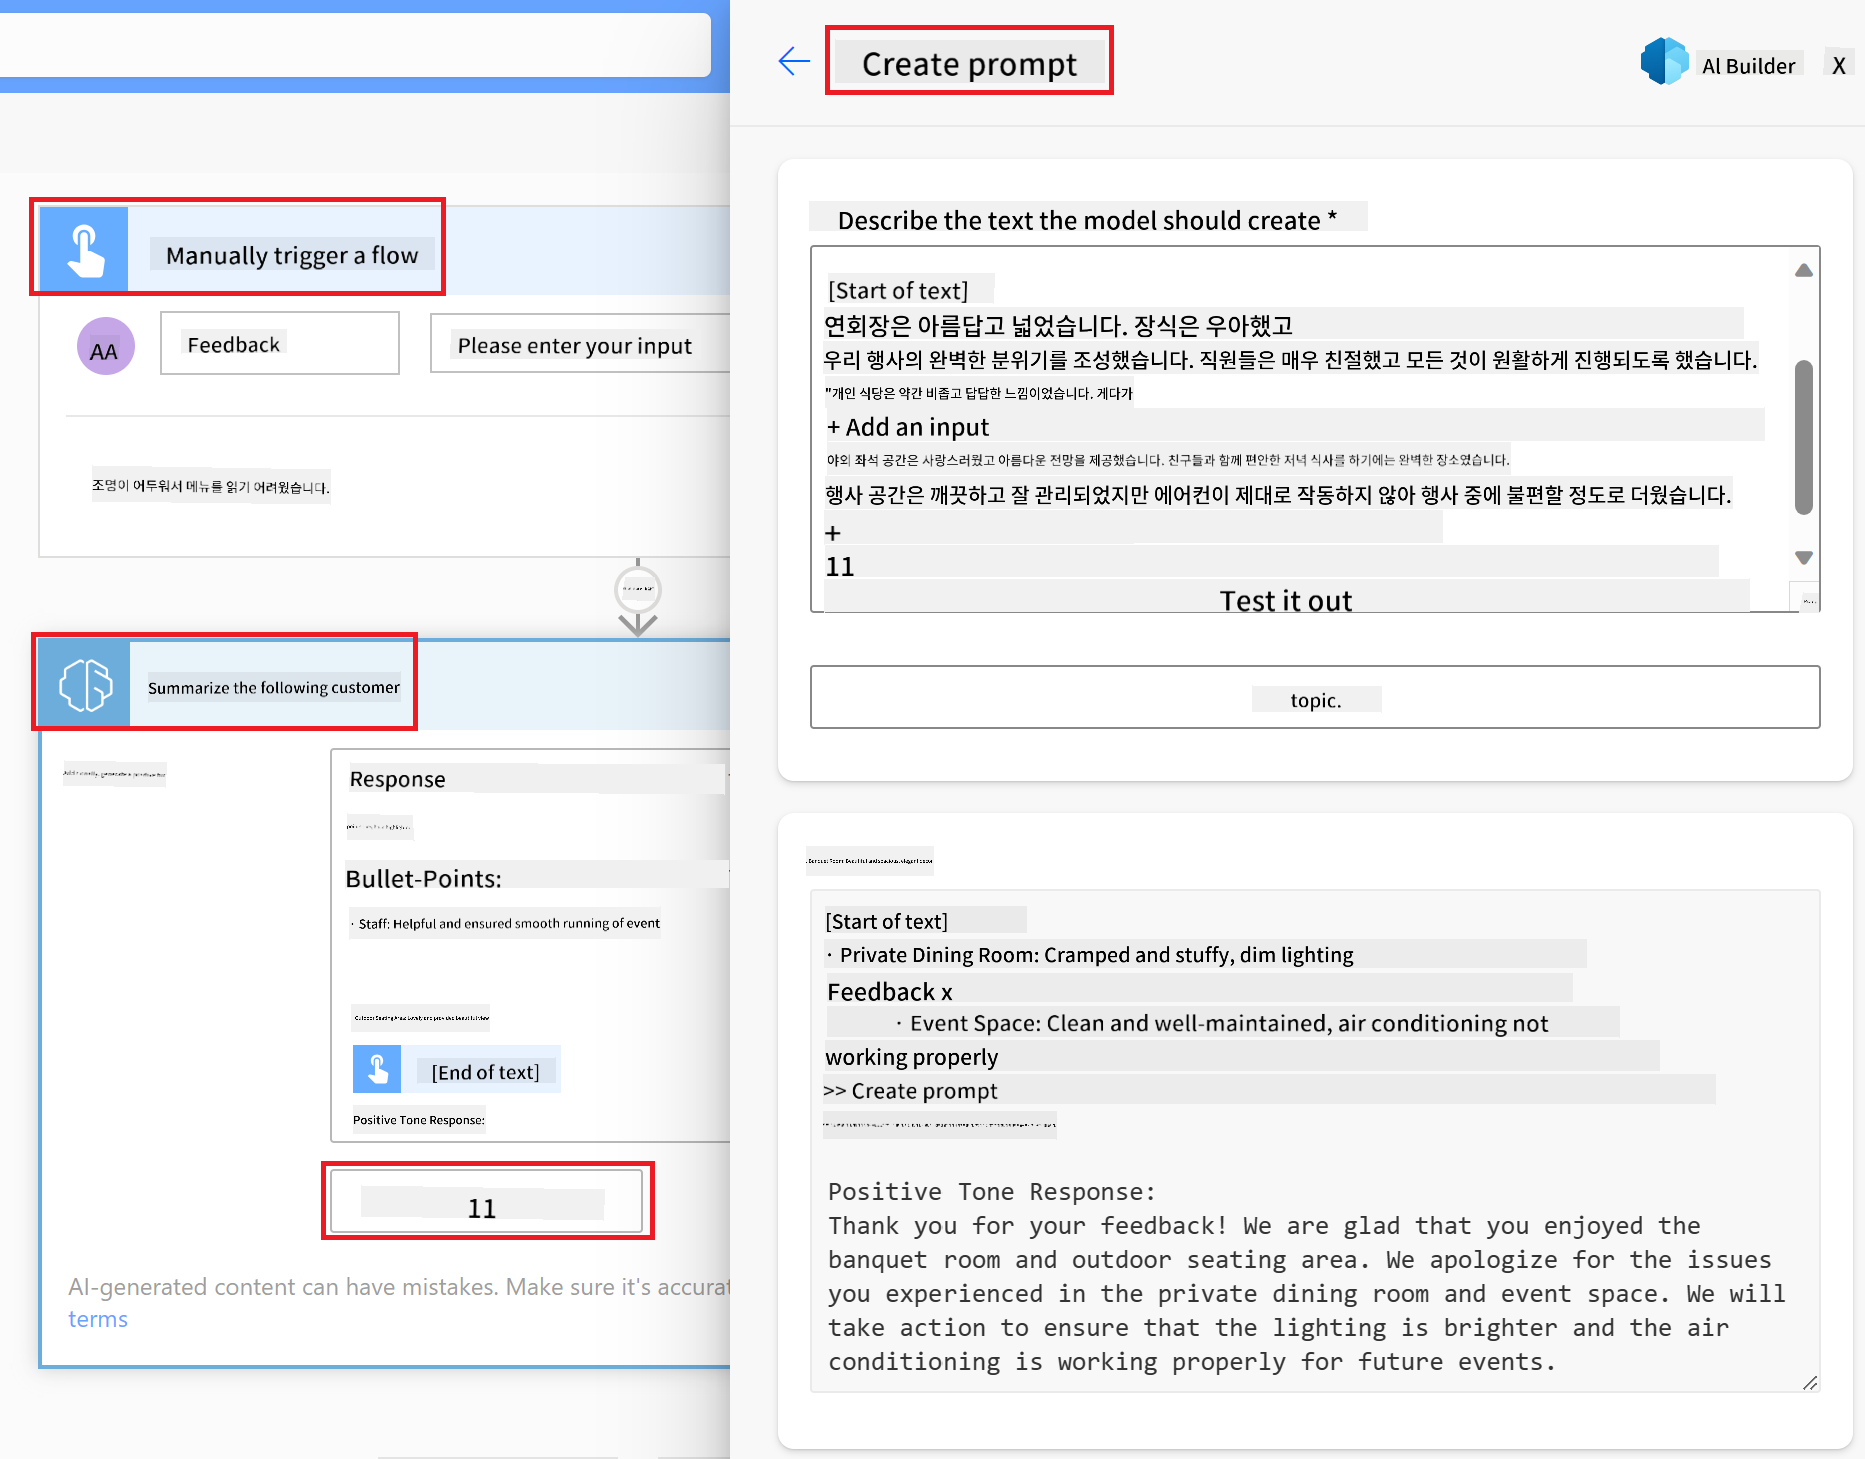 Manually trigger a flow
AA
Feedback
Please enter your input
조명이 어두워서 메뉴를 읽기 어려웠습니다.
Summarize the following customer
Response
Bullet-Points:
· Staff: Helpful and ensured smooth running of event
Outdoor Seating Area: Lovely and provided beautiful view
[End of text]
Positive Tone Response:
11
AI-generated content can have mistakes. Make sure it's accurat
terms
Create prompt
AI Builder
X
Describe the text the model should create *
[Start of text]
연회장은 아름답고 넓었습니다. 장식은 우아했고
우리 행사의 완벽한 분위기를 조성했습니다. 직원들은 매우 친절했고 모든 것이 원활하게 진행되도록 했습니다.
"개인 식당은 약간 비좁고 답답한 느낌이었습니다. 게다가
+ Add an input
야외 좌석 공간은 사랑스러웠고 아름다운 전망을 제공했습니다. 친구들과 함께 편안한 저녁 식사를 하기에는 완벽한 장소였습니다.
행사 공간은 깨끗하고 잘 관리되었지만 에어컨이 제대로 작동하지 않아 행사 중에 불편할 정도로 더웠습니다.
+
11
Test it out
topic.
· Banquet Room: Beautiful and spacious, elegant decor
[Start of text]
· Private Dining Room: Cramped and stuffy, dim lighting
Feedback x
· Event Space: Clean and well-maintained, air conditioning not
working properly
>> Create prompt
Positive Tone Response:
Thank you for your feedback! We are glad that you enjoyed the
banquet room and outdoor seating area. We apologize for the issues
you experienced in the private dining room and event space. We will
take action to ensure that the lighting is brighter and the air
conditioning is working properly for future events.